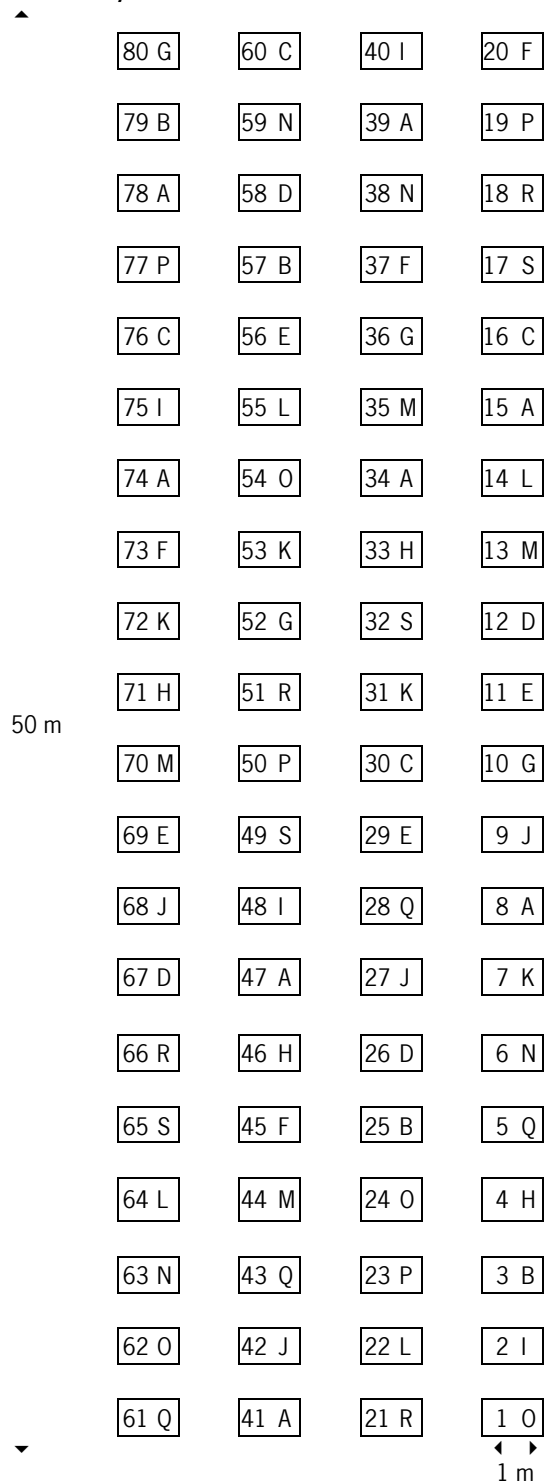 80 G 60 C 40 I 20 F
79 B 59 N 39 A 19 P
78 A 58 D 38 N 18 R
77 P 57 B 37 F 17 S
76 C 56 E 36 G 16 C
75 I 55 L 35 M 15 A
74 A 54 O 34 A 14 L
73 F 53 K 33 H 13 M
72 K 52 G 32 S 12 D
71 H 51 R 31 K 11 E
50 m
70 M 50 P 30 C 10 G
69 E 49 S 29 E 9 J
68 J 48 I 28 Q 8 A
67 D 47 A 27 J 7 K
66 R 46 H 26 D 6 N
65 S 45 F 25 B 5 Q
64 L 44 M 24 O 4 H
63 N 43 Q 23 P 3 B
62 O 42 J 22 L 2 I
61 Q 41 A 21 R 1 O
1 m